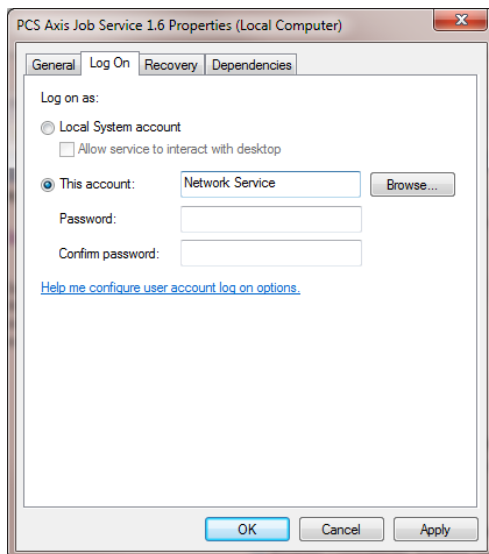 PCS Axis Job Service 1.6 Properties (Local Computer)
General Log On Recovery Dependencies
Log on as:
Local System account
Allow service to interact with desktop
This account: Network Service Browse...
Password:
Confirm password:
Help me configure user account log on options.
OK Cancel Apply